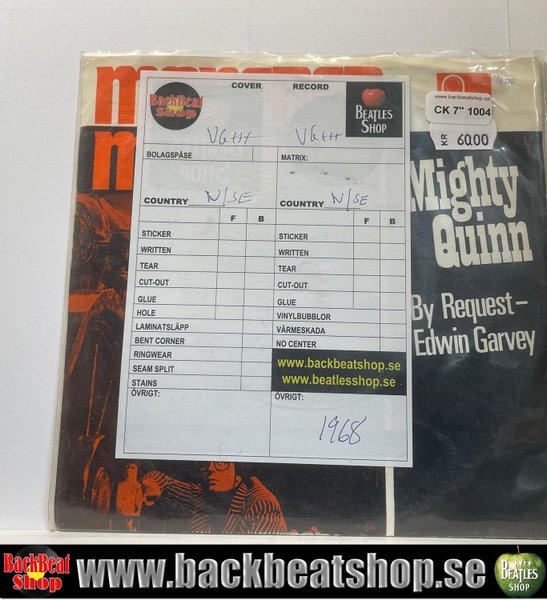 COVER
RECORD
BackBeat
Shop
BEATLES
SHOP
VG++
VG++
BOLAGSPÅSE
MATRIX:
COUNTRY N/SE
COUNTRY N/SE
F B
F B
STICKER
STICKER
WRITTEN
WRITTEN
TEAR
TEAR
CUT-OUT
CUT-OUT
GLUE
GLUE
HOLE
VINYLBUBBLOR
LAMINATSLÄPP
VÄRMESKADA
BENT CORNER
NO CENTER
RINGWEAR
SEAM SPLIT
STAINS
www.backbeatshop.se
www.beatlesshop.se
ÖVRIGT:
ÖVRIGT:
1968
www.backbeatshop.se
CK 7" 1004
KR 60.00
Mighty
Quinn
By Request-
Edwin Garvey
BackBeat
Shop
www.backbeatshop.se
BEATLES
SHOP